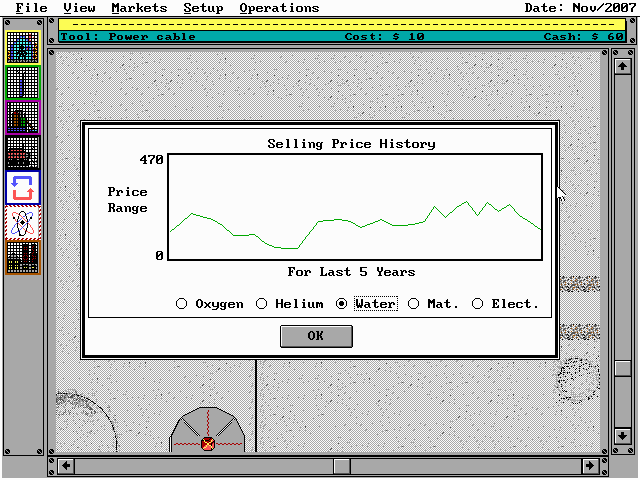 File View Markets Setup Operations Date: Nov/2007
Tool: Power cable Cost: $ 10 Cash: $ 60
Selling Price History
470
Price
Range
0
For Last 5 Years
Oxygen Helium Water Mat. Elect.
OK